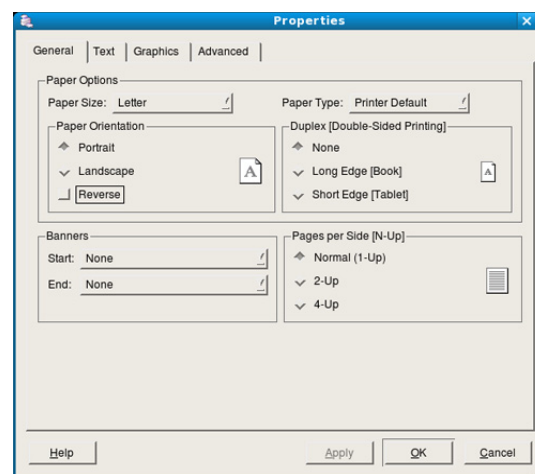 Properties
General Text Graphics Advanced
Paper Options
Paper Size: Letter
Paper Type: Printer Default
Paper Orientation
Portrait
Landscape
Reverse
A
Duplex [Double-Sided Printing]
None
Long Edge [Book]
Short Edge [Tablet]
A
Banners
Start: None
End: None
Pages per Side [N-Up]
Normal (1-Up)
2-Up
4-Up
Help Apply OK Cancel